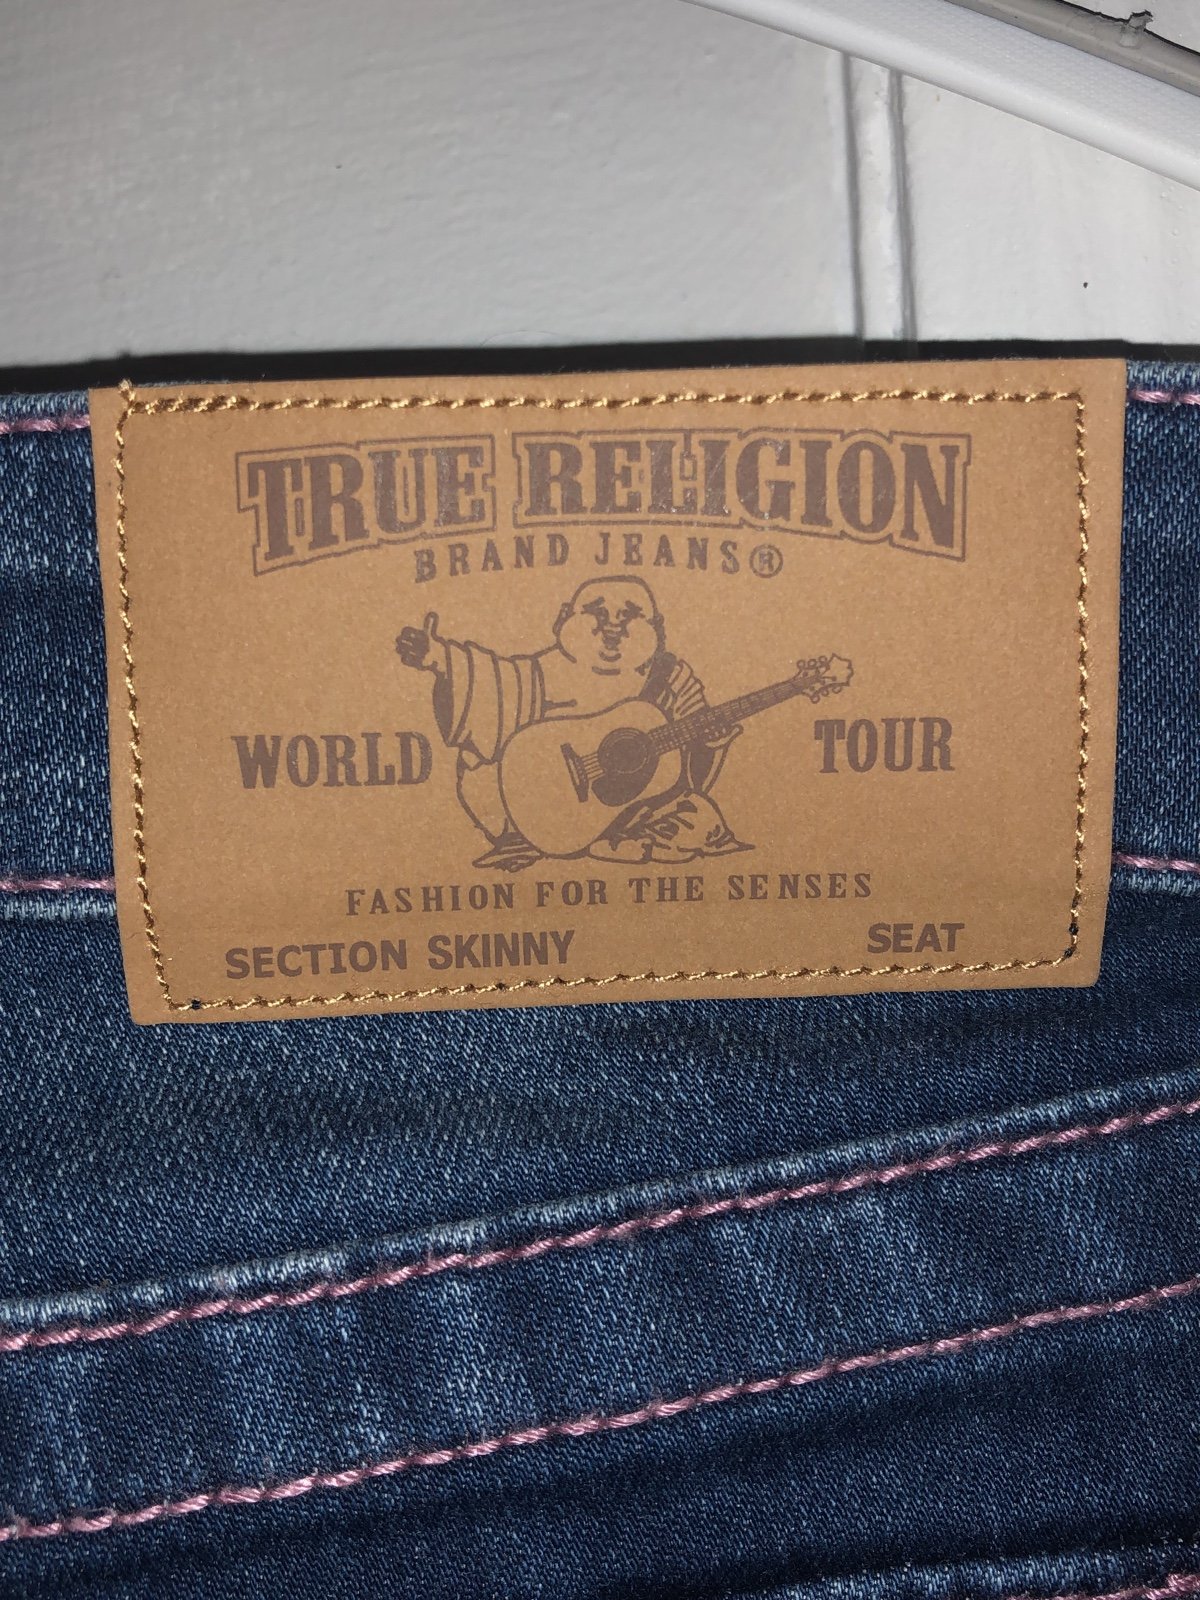 TRUE RELIGION
BRAND JEANS®
WORLD TOUR
FASHION FOR THE SENSES
SECTION SKINNY SEAT